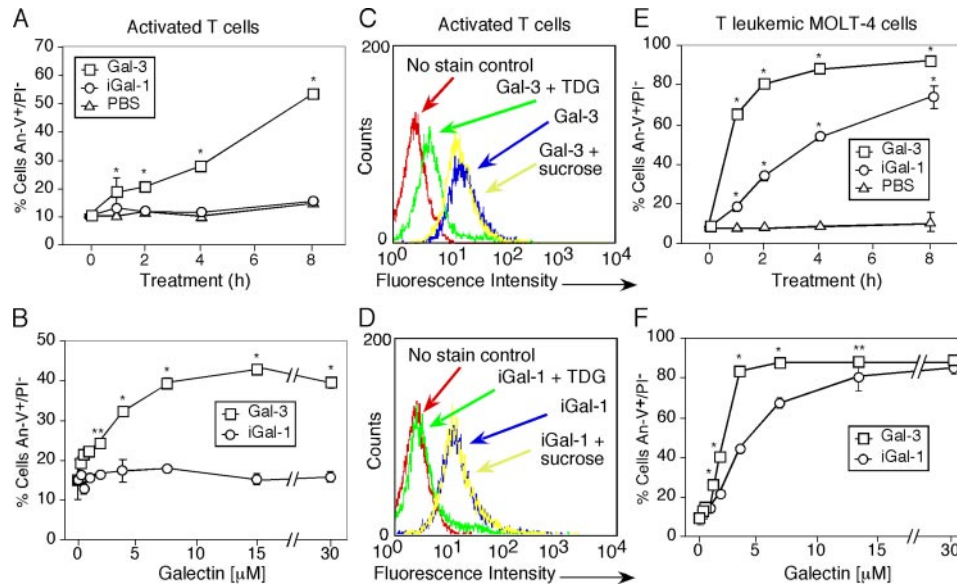 A
Activated T cells
70
60
50
40
30
20
10
0
% Cells An-V+/PI-
Gal-3
iGal-1
PBS
*
*
*
*
0 2 4 6 8
Treatment (h)
B
50
40
30
20
10
0
% Cells An-V+/PI-
**
*
*
*
*
Gal-3
iGal-1
0 5 10 15 30
Galectin [µM]
C
Activated T cells
200
Counts
0
No stain control
Gal-3 + TDG
Gal-3
Gal-3 +
sucrose
10^0 10^1 10^2 10^3 10^4
Fluorescence Intensity
D
200
Counts
0
No stain control
iGal-1 + TDG
iGal-1
iGal-1 +
sucrose
10^0 10^1 10^2 10^3 10^4
Fluorescence Intensity
E
T leukemic MOLT-4 cells
100
80
60
40
20
0
% Cells An-V+/PI-
*
*
*
*
*
*
*
*
Gal-3
iGal-1
PBS
0 2 4 6 8
Treatment (h)
F
100
80
60
40
20
0
% Cells An-V+/PI-
*
*
*
*
**
Gal-3
iGal-1
0 5 10 15 30
Galectin [µM]